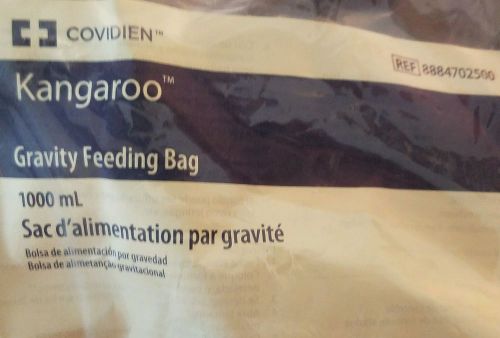 COVIDIEN™
REF 8884702500
Kangaroo™
Gravity Feeding Bag
1000 mL
Sac d'alimentation par gravité
Bolsa de alimentación por gravedad
Bolsa de alimetançao gravitacional